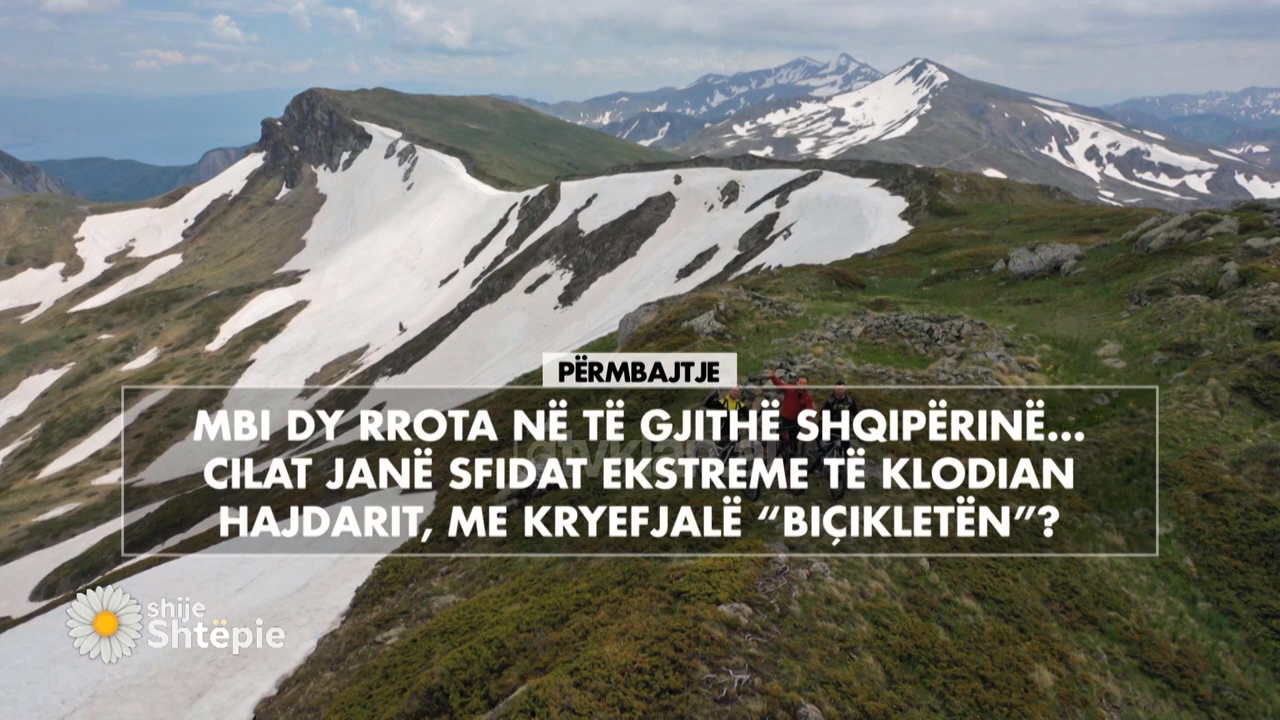 PËRMBAJTJE
MBI DY RROTA NË TË GJITHË SHQIPËRINË...
CILAT JANË SFIDAT EKSTREME TË KLODIAN
HAJDARIT, ME KRYEFJALË “BIÇIKLETËN”?
shije
Shtëpie